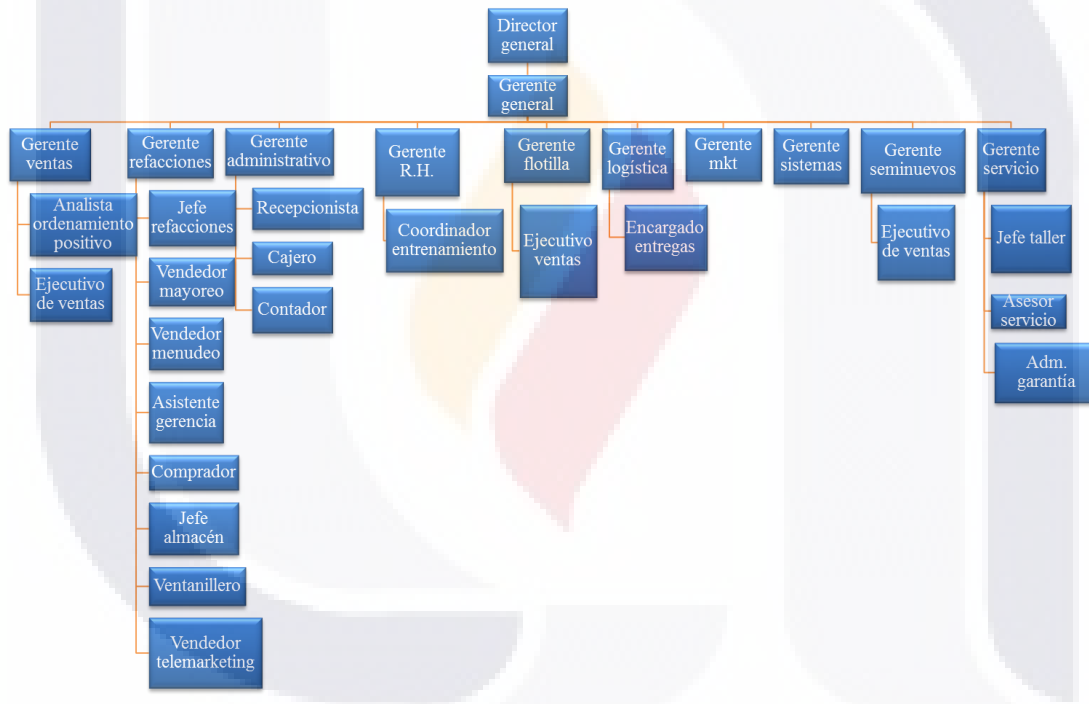 Director
general
Gerente
general
Gerente
ventas
Analista
ordenamiento
positivo
Ejecutivo
de ventas
Gerente
refacciones
Jefe
refacciones
Vendedor
mayoreo
Vendedor
menudeo
Asistente
gerencia
Comprador
Jefe
almacén
Ventanillero
Vendedor
telemarketing
Gerente
administrativo
Recepcionista
Cajero
Contador
Gerente
R.H.
Coordinador
entrenamiento
Gerente
flotilla
Ejecutivo
ventas
Gerente
logística
Encargado
entregas
Gerente
mkt
Gerente
sistemas
Gerente
seminuevos
Ejecutivo
de ventas
Gerente
servicio
Jefe taller
Asesor
servicio
Adm.
garantía